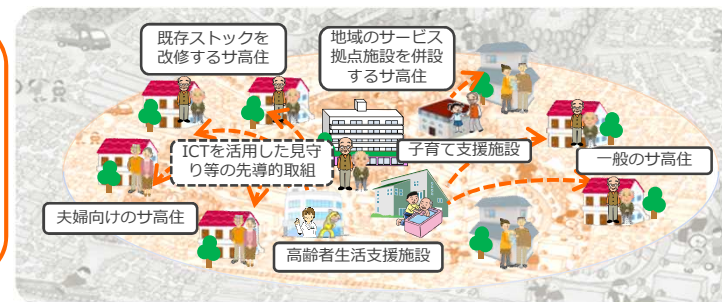 既存ストックを
改修するサ高住
地域のサービス
拠点施設を併設
するサ高住
ICTを活用した見守
り等の先導的取組
子育て支援施設
一般のサ高住
夫婦向けのサ高住
高齢者生活支援施設